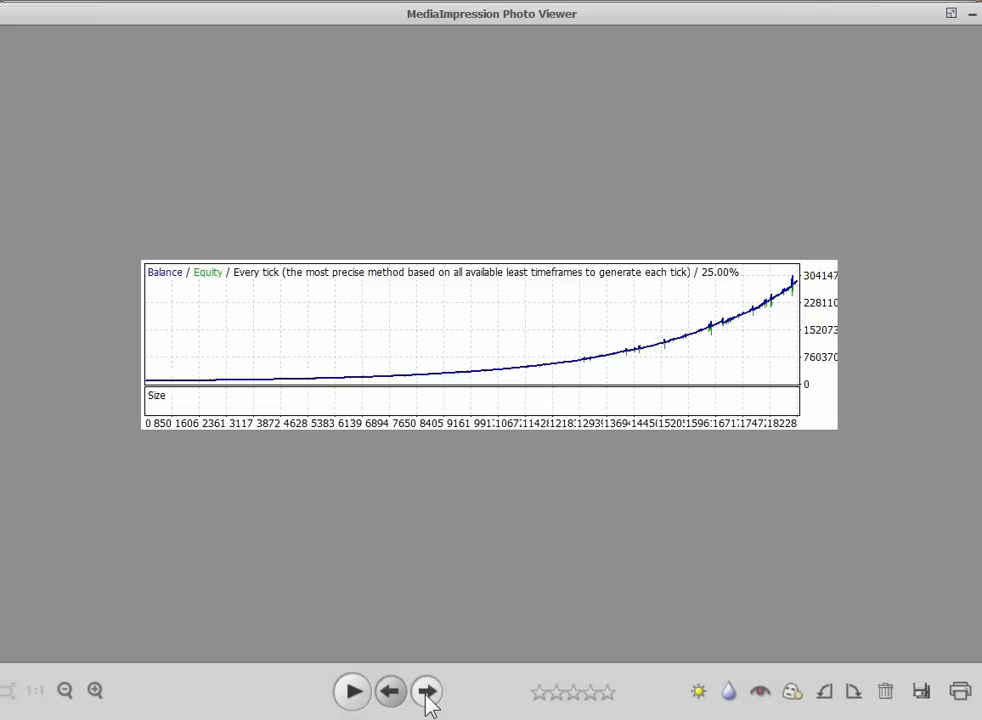 MediaImpression Photo Viewer
Balance / Equity / Every tick (the most precise method based on all available least timeframes to generate each tick) / 25.00%
304147
228110
152073
760370
0
Size
0 850 1606 2361 3117 3872 4628 5383 6139 6894 7650 8405 9161 18228
1:1